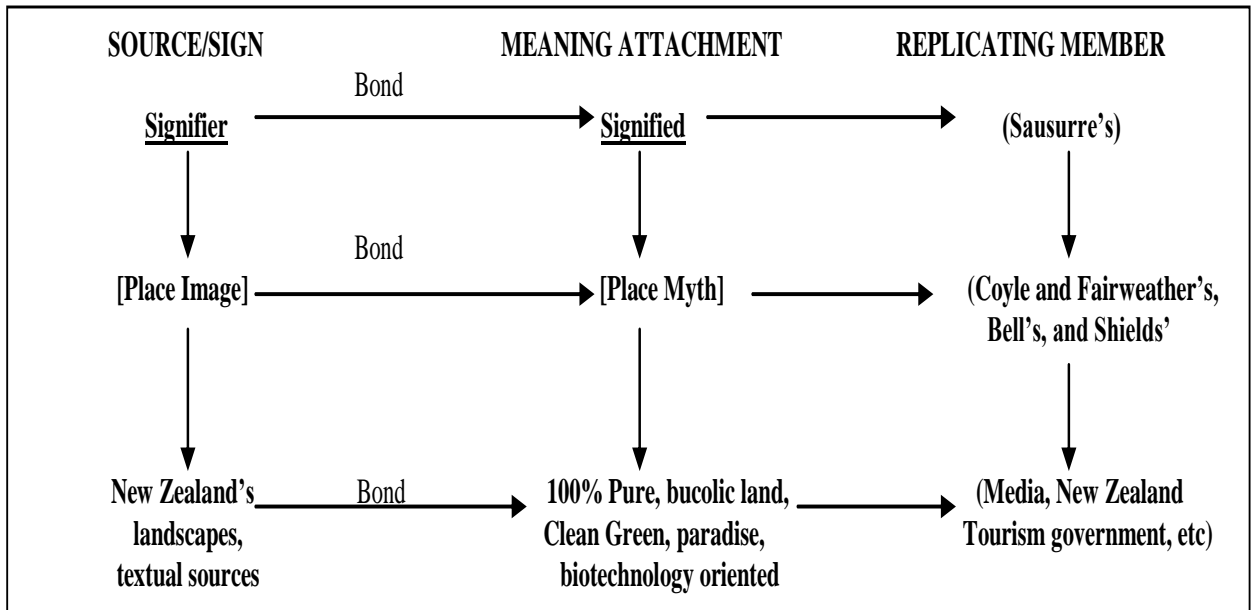 SOURCE/SIGN MEANING ATTACHMENT REPLICATING MEMBER
Bond
Signifier Signified (Sausurre's)
Bond
[Place Image] [Place Myth] (Coyle and Fairweather's,
Bell's, and Shields'
New Zealand's Bond 100% Pure, bucolic land, (Media, New Zealand
landscapes, Clean Green, paradise, Tourism government, etc)
textual sources biotechnology oriented